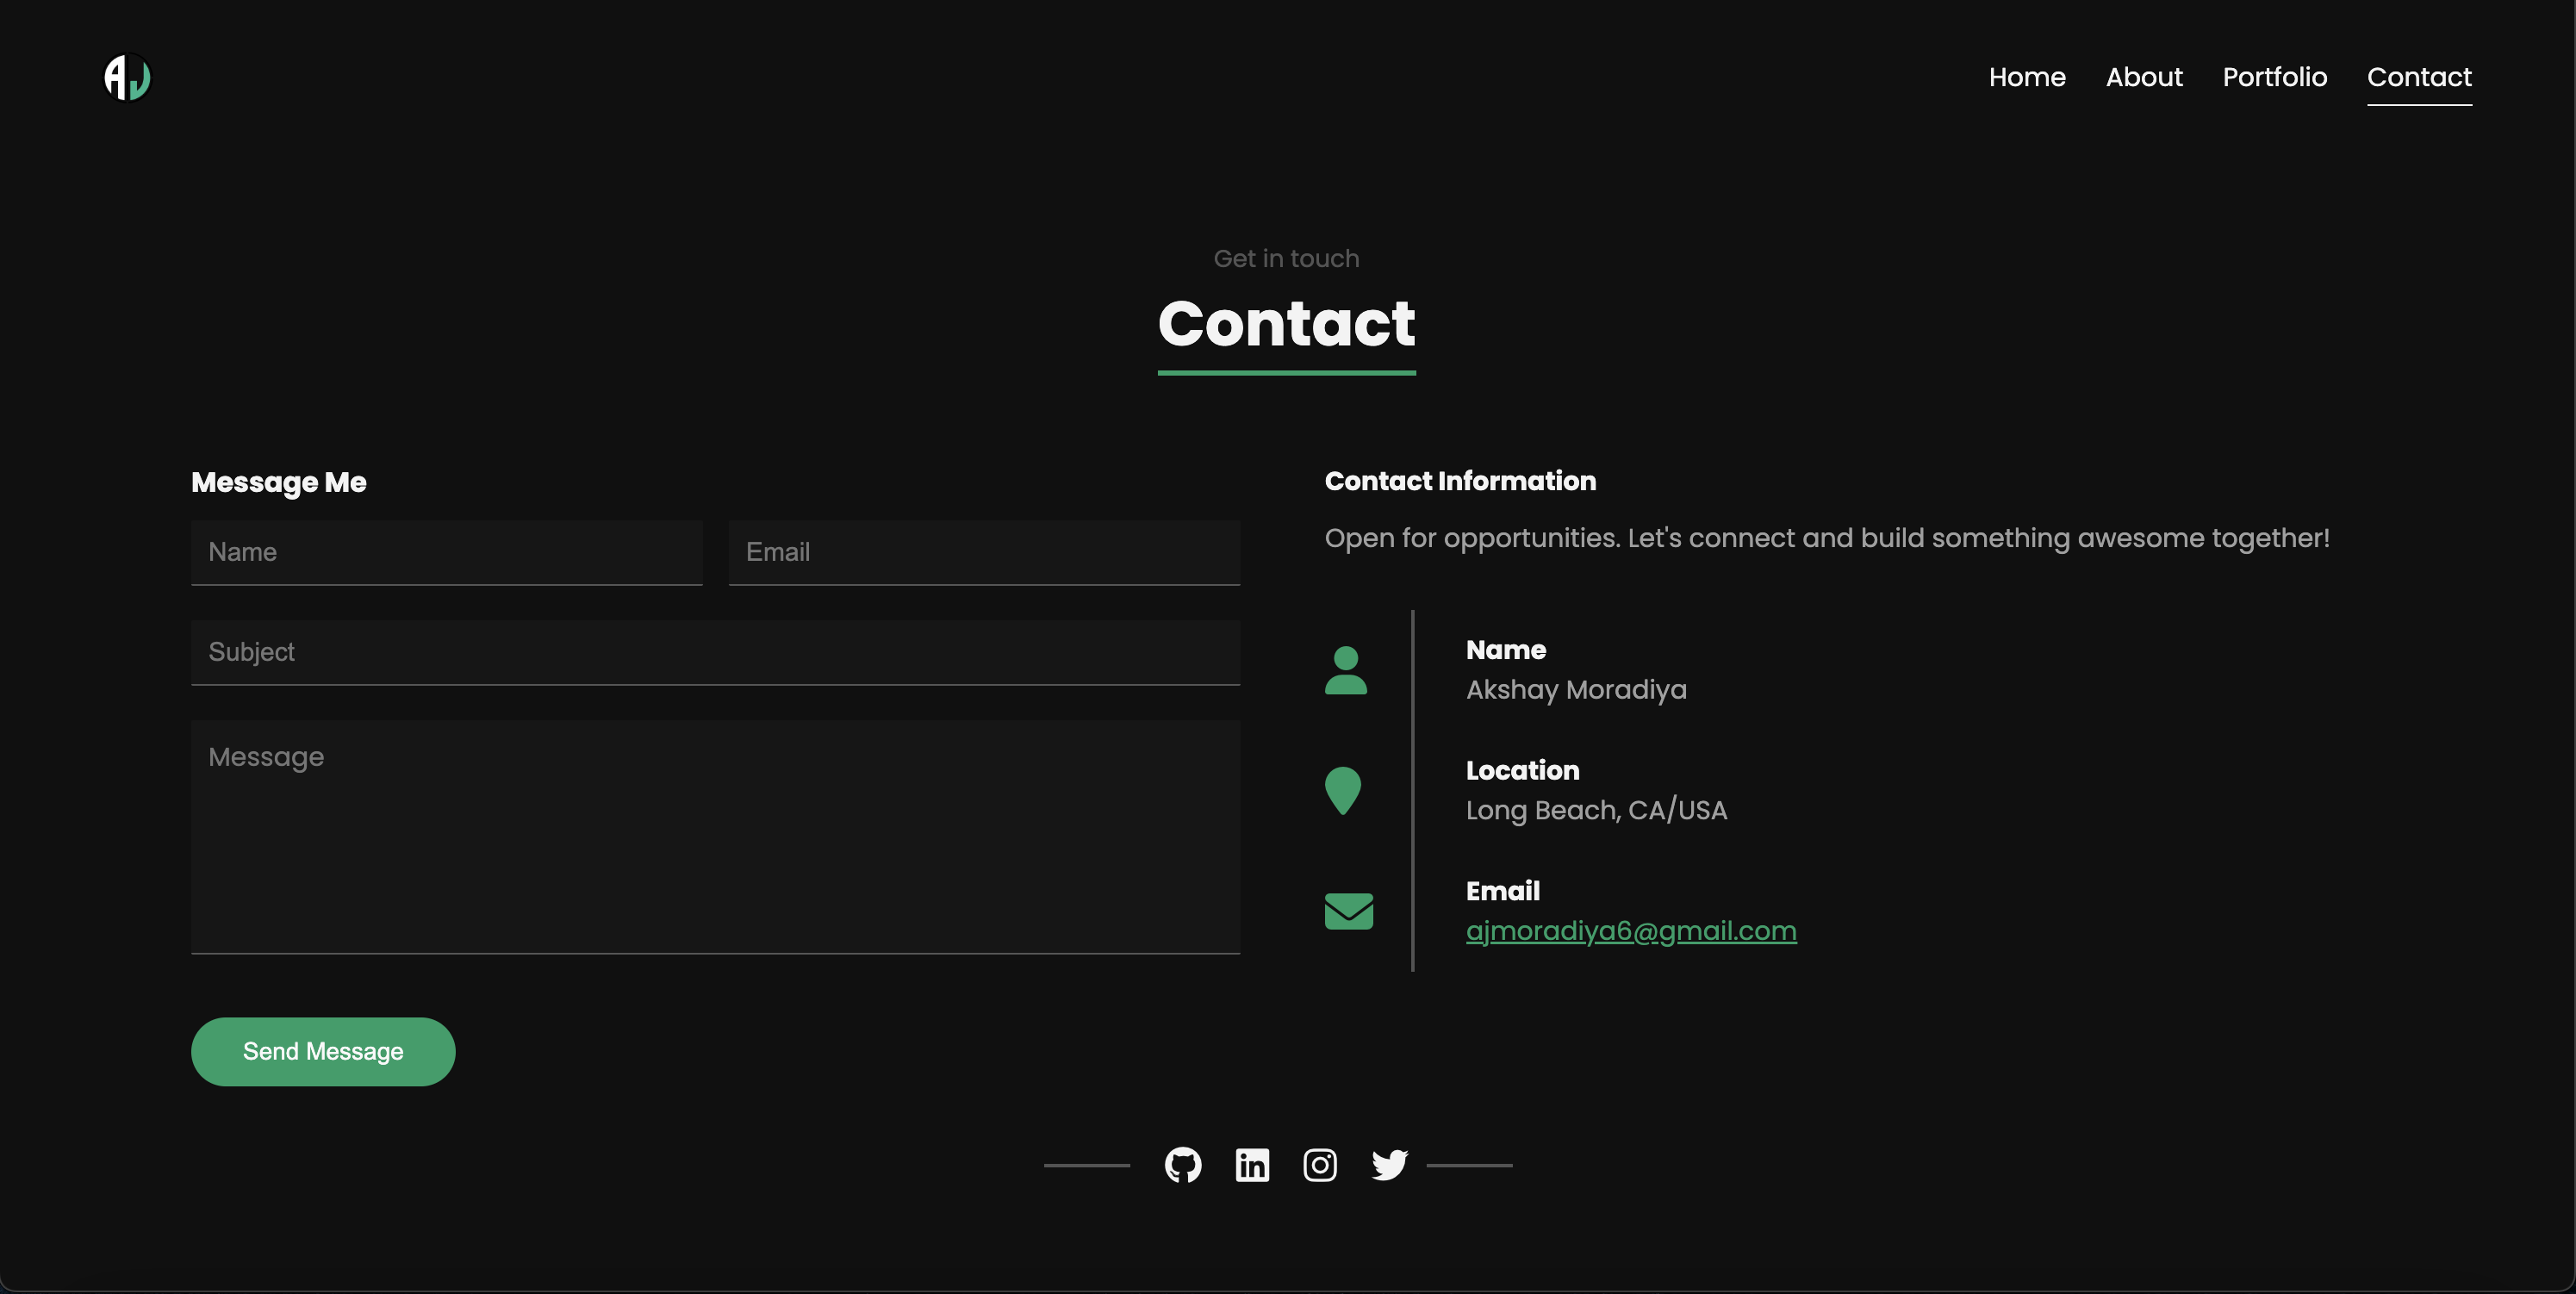 AJ
Home About Portfolio Contact
Get in touch
Contact
Message Me
Name Email
Subject
Message
Send Message
Contact Information
Open for opportunities. Let's connect and build something awesome together!
Name
Akshay Moradiya
Location
Long Beach, CA/USA
Email
ajmoradiya6@gmail.com
in